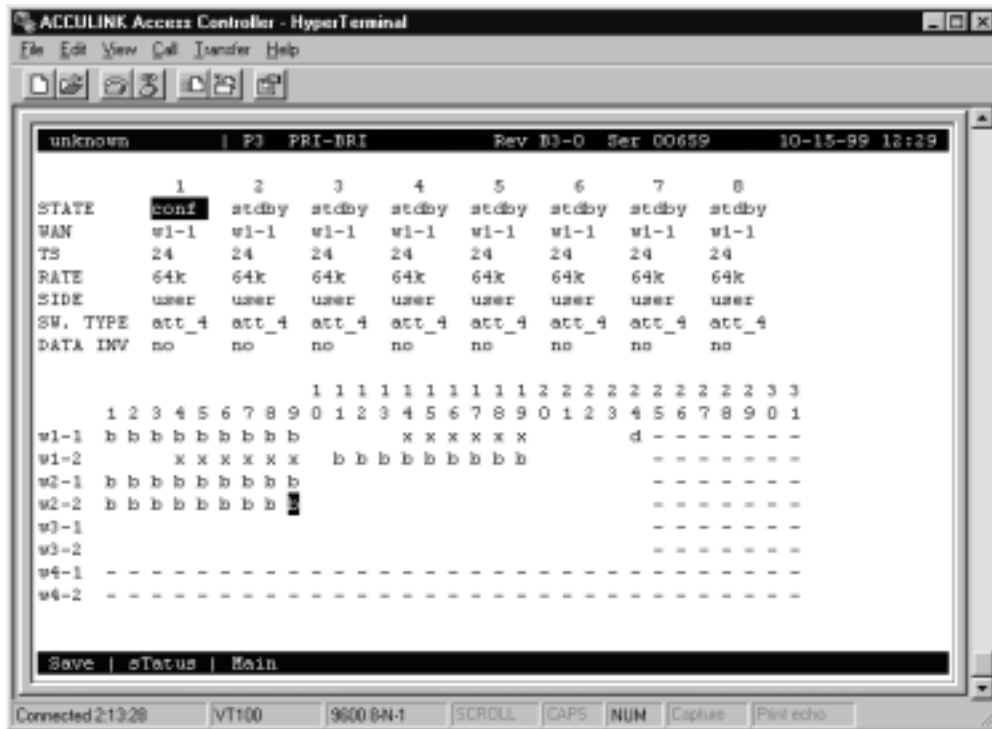 ACCULINK Access Controller - HyperTerminal
File Edit View Call Transfer Help
unknown | P3 PRI-BRI Rev B3-0 Ser 00659 10-15-99 12:29
1 2 3 4 5 6 7 8
STATE conf stdby stdby stdby stdby stdby stdby stdby
WAN w1-1 w1-1 w1-1 w1-1 w1-1 w1-1 w1-1 w1-1
TS 24 24 24 24 24 24 24 24
RATE 64k 64k 64k 64k 64k 64k 64k 64k
SIDE user user user user user user user user
SW. TYPE att_4 att_4 att_4 att_4 att_4 att_4 att_4 att_4
DATA INV no no no no no no no no
1 1 1 1 1 1 1 1 1 1 2 2 2 2 2 2 2 2 2 2 3 3
1 2 3 4 5 6 7 8 9 0 1 2 3 4 5 6 7 8 9 0 1 2 3 4 5 6 7 8 9 0 1
w1-1 b b b b b b b b b x x x x x x d - - - - - - -
w1-2 x x x x x x b b b b b b b b b - - - - - - -
w2-1 b b b b b b b b b - - - - - - -
w2-2 b b b b b b b b b - - - - - - -
w3-1 - - - - - - -
w3-2 - - - - - - -
w4-1 - - - - - - - - - - - - - - - - - - - - - - - - - - - - - - -
w4-2 - - - - - - - - - - - - - - - - - - - - - - - - - - - - - - -
Save | sTatus | Main
Connected 2:13:28 VT100 9600 8-N-1 SCROLL CAPS NUM Capture Print echo